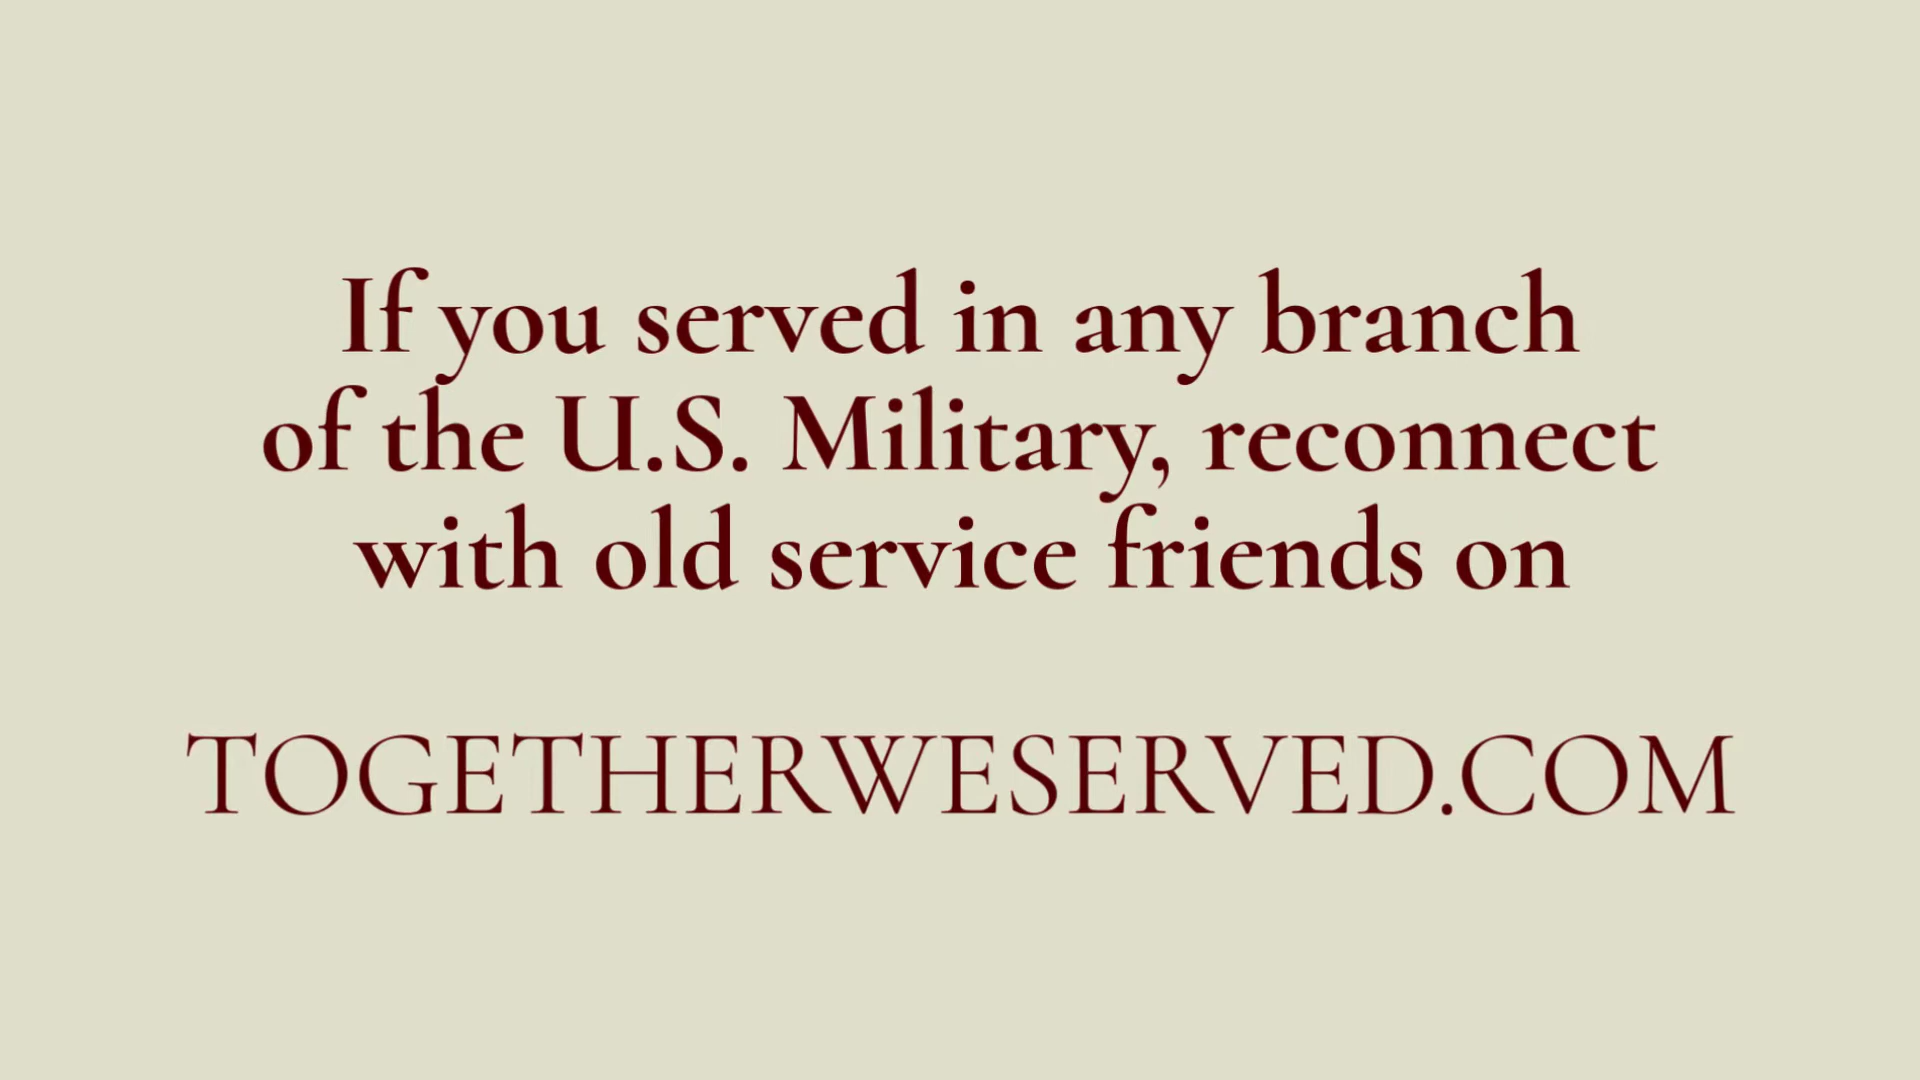 If you served in any branch
of the U.S. Military, reconnect
with old service friends on
TOGETHERWESERVED.COM